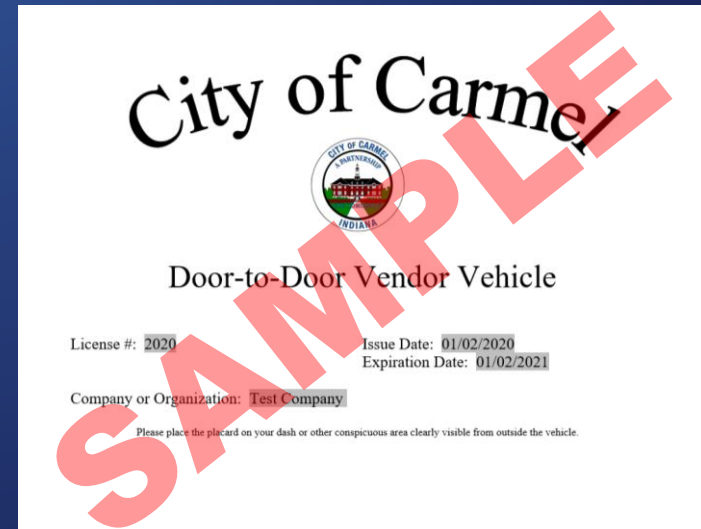 City of Carmel
CITY OF CARMEL
A PARTNERSHIP
INDIANA
Door-to-Door Vendor Vehicle
License #: 2020
Issue Date: 01/02/2020
Expiration Date: 01/02/2021
Company or Organization: Test Company
Please place the placard on your dash or other conspicuous area clearly visible from outside the vehicle.
SAMPLE